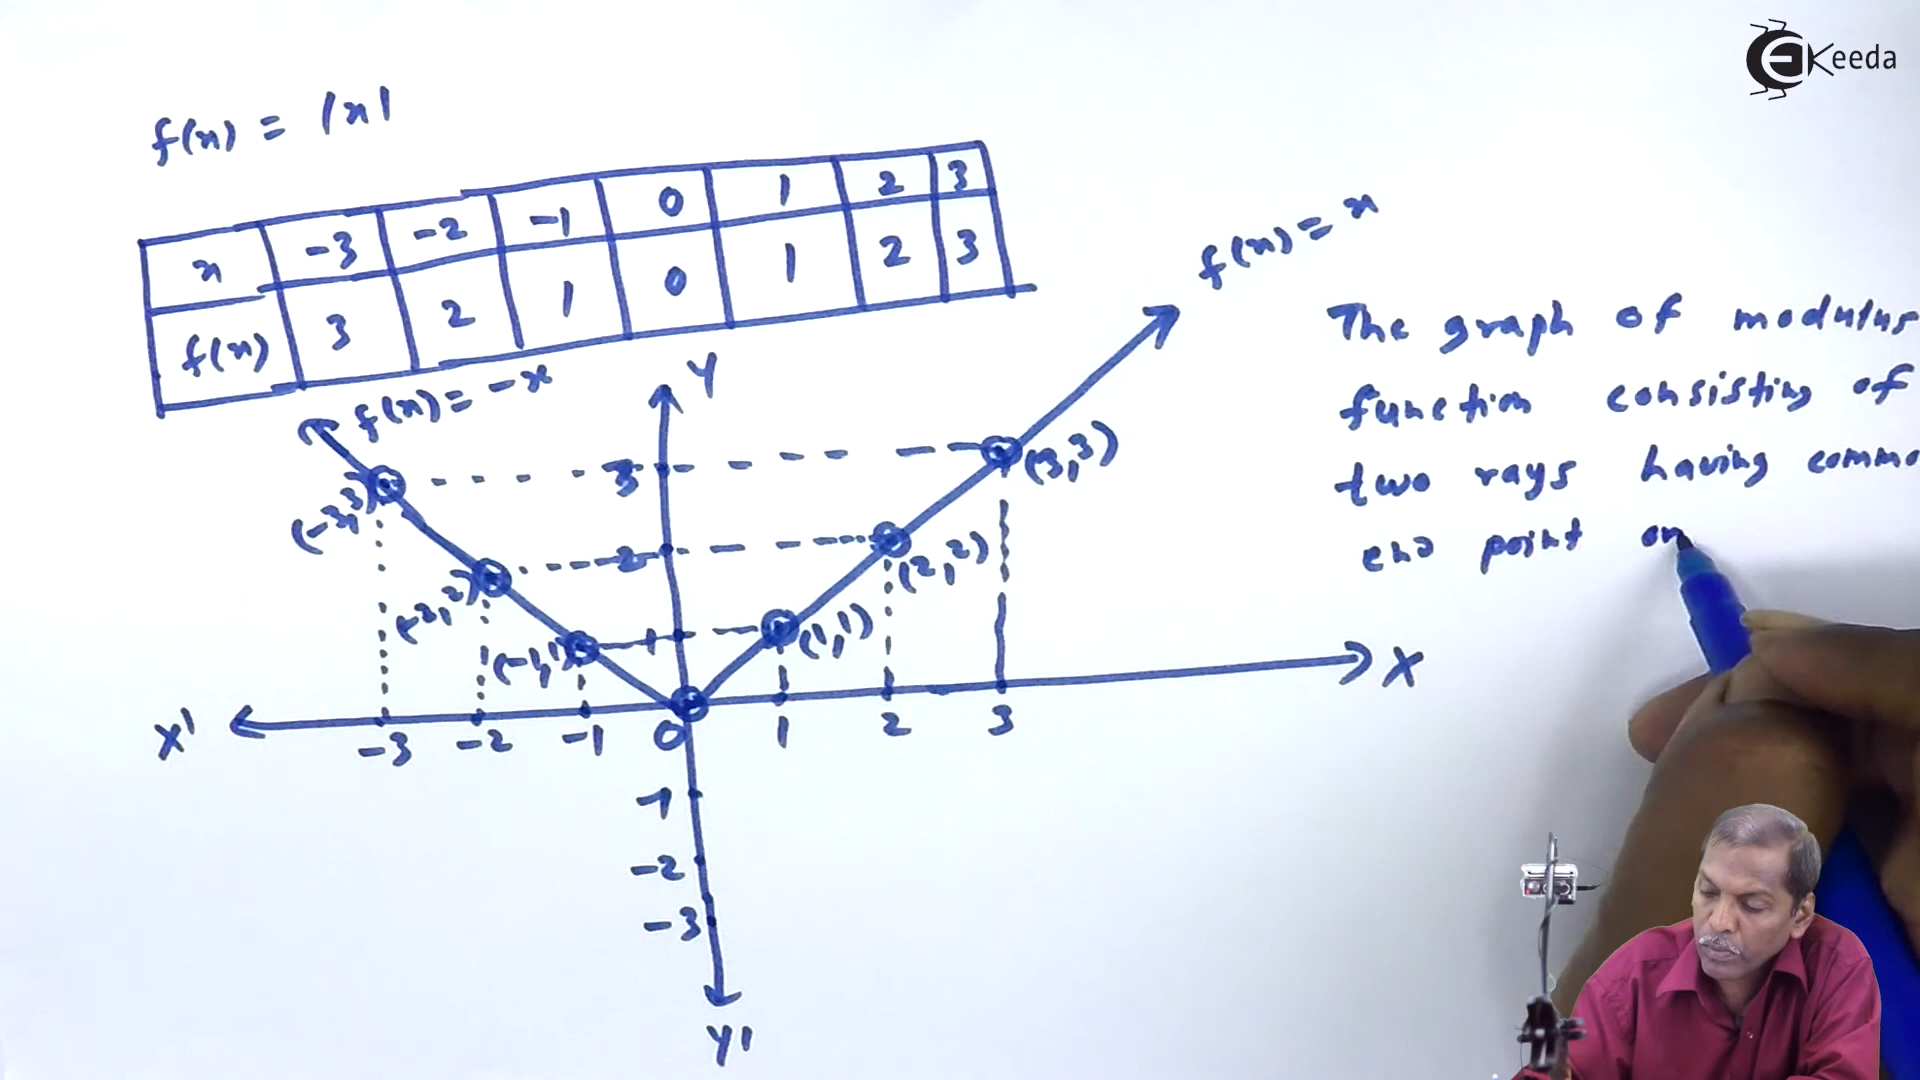 Keeda
f(x) = |x|
x -3 -2 -1 0 1 2 3
f(x) 3 2 1 0 1 2 3
f(x) = -x
f(x) = x
Y
3
2
1
(-3,3)
(-2,2)
(-1,1)
(1,1)
(2,2)
(3,3)
X' -3 -2 -1 0 1 2 3 X
-1
-2
-3
Y'
The graph of modulus
function consisting of
two rays having commo
end point on